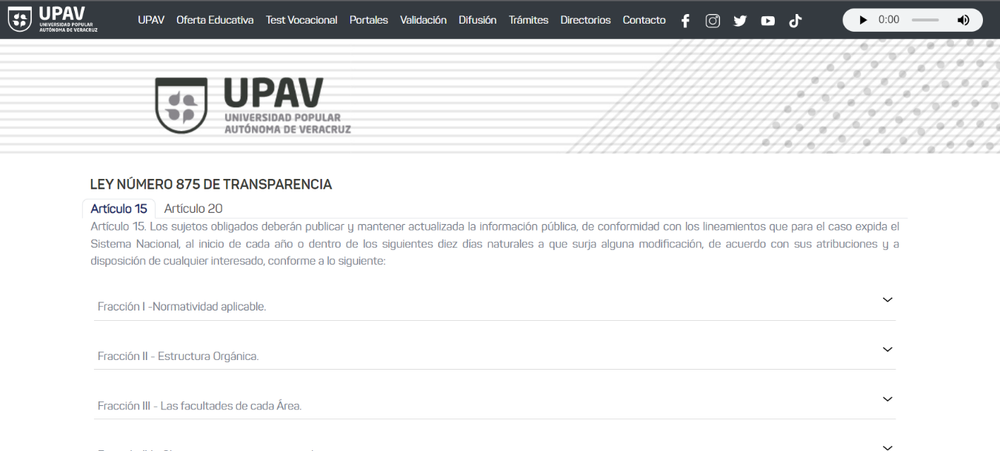 UPAV
UNIVERSIDAD POPULAR
AUTÓNOMA DE VERACRUZ
UPAV Oferta Educativa Test Vocacional Portales Validación Difusión Trámites Directorios Contacto
0:00
UPAV
UNIVERSIDAD POPULAR
AUTÓNOMA DE VERACRUZ
LEY NÚMERO 875 DE TRANSPARENCIA
Artículo 15 Artículo 20
Artículo 15. Los sujetos obligados deberán publicar y mantener actualizada la información pública, de conformidad con los lineamientos que para el caso expida el
Sistema Nacional, al inicio de cada año o dentro de los siguientes diez días naturales a que surja alguna modificación, de acuerdo con sus atribuciones y a
disposición de cualquier interesado, conforme a lo siguiente:
Fracción I -Normatividad aplicable.
Fracción II - Estructura Orgánica.
Fracción III - Las facultades de cada Área.